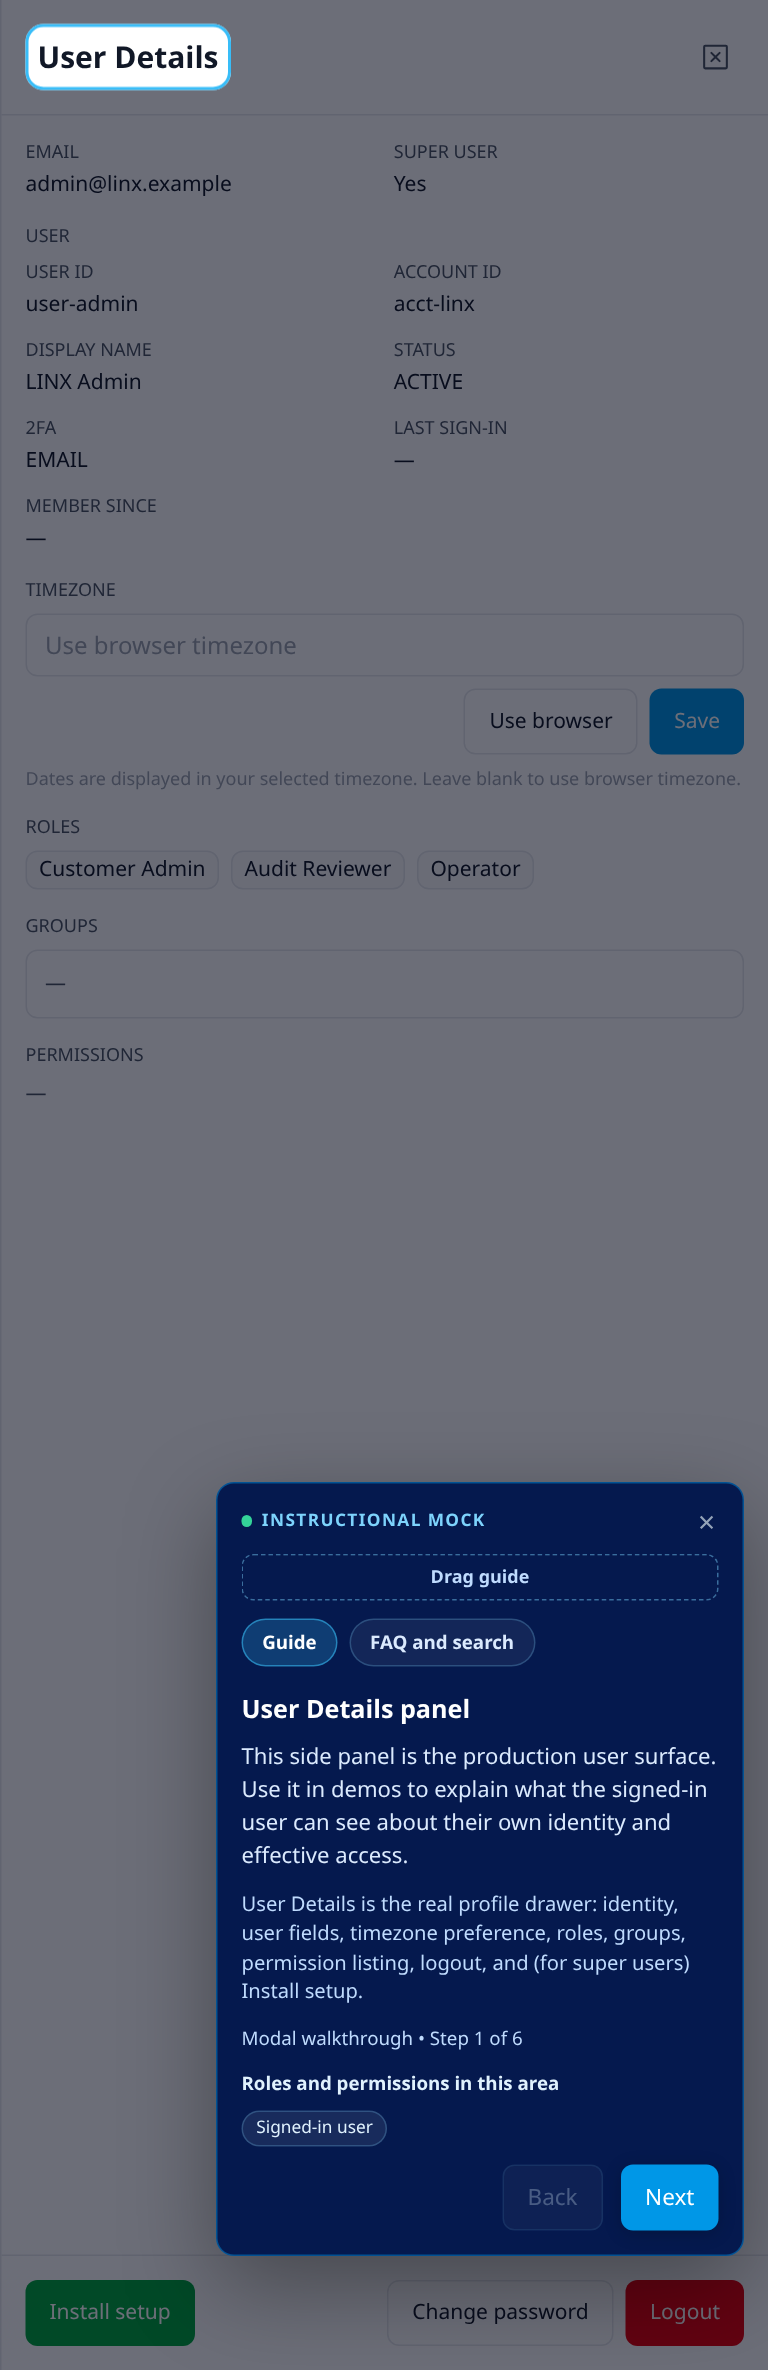 User Details
EMAIL
admin@linx.example
SUPER USER
Yes
USER
USER ID
user-admin
ACCOUNT ID
acct-linx
DISPLAY NAME
LINX Admin
STATUS
ACTIVE
2FA
EMAIL
LAST SIGN-IN
—
MEMBER SINCE
—
TIMEZONE
Use browser timezone
Use browser
Save
Dates are displayed in your selected timezone. Leave blank to use browser timezone.
ROLES
Customer Admin
Audit Reviewer
Operator
GROUPS
—
PERMISSIONS
—
INSTRUCTIONAL MOCK
Drag guide
Guide
FAQ and search
User Details panel
This side panel is the production user surface.
Use it in demos to explain what the signed-in
user can see about their own identity and
effective access.
User Details is the real profile drawer: identity,
user fields, timezone preference, roles, groups,
permission listing, logout, and (for super users)
Install setup.
Modal walkthrough • Step 1 of 6
Roles and permissions in this area
Signed-in user
Back
Next
Install setup
Change password
Logout